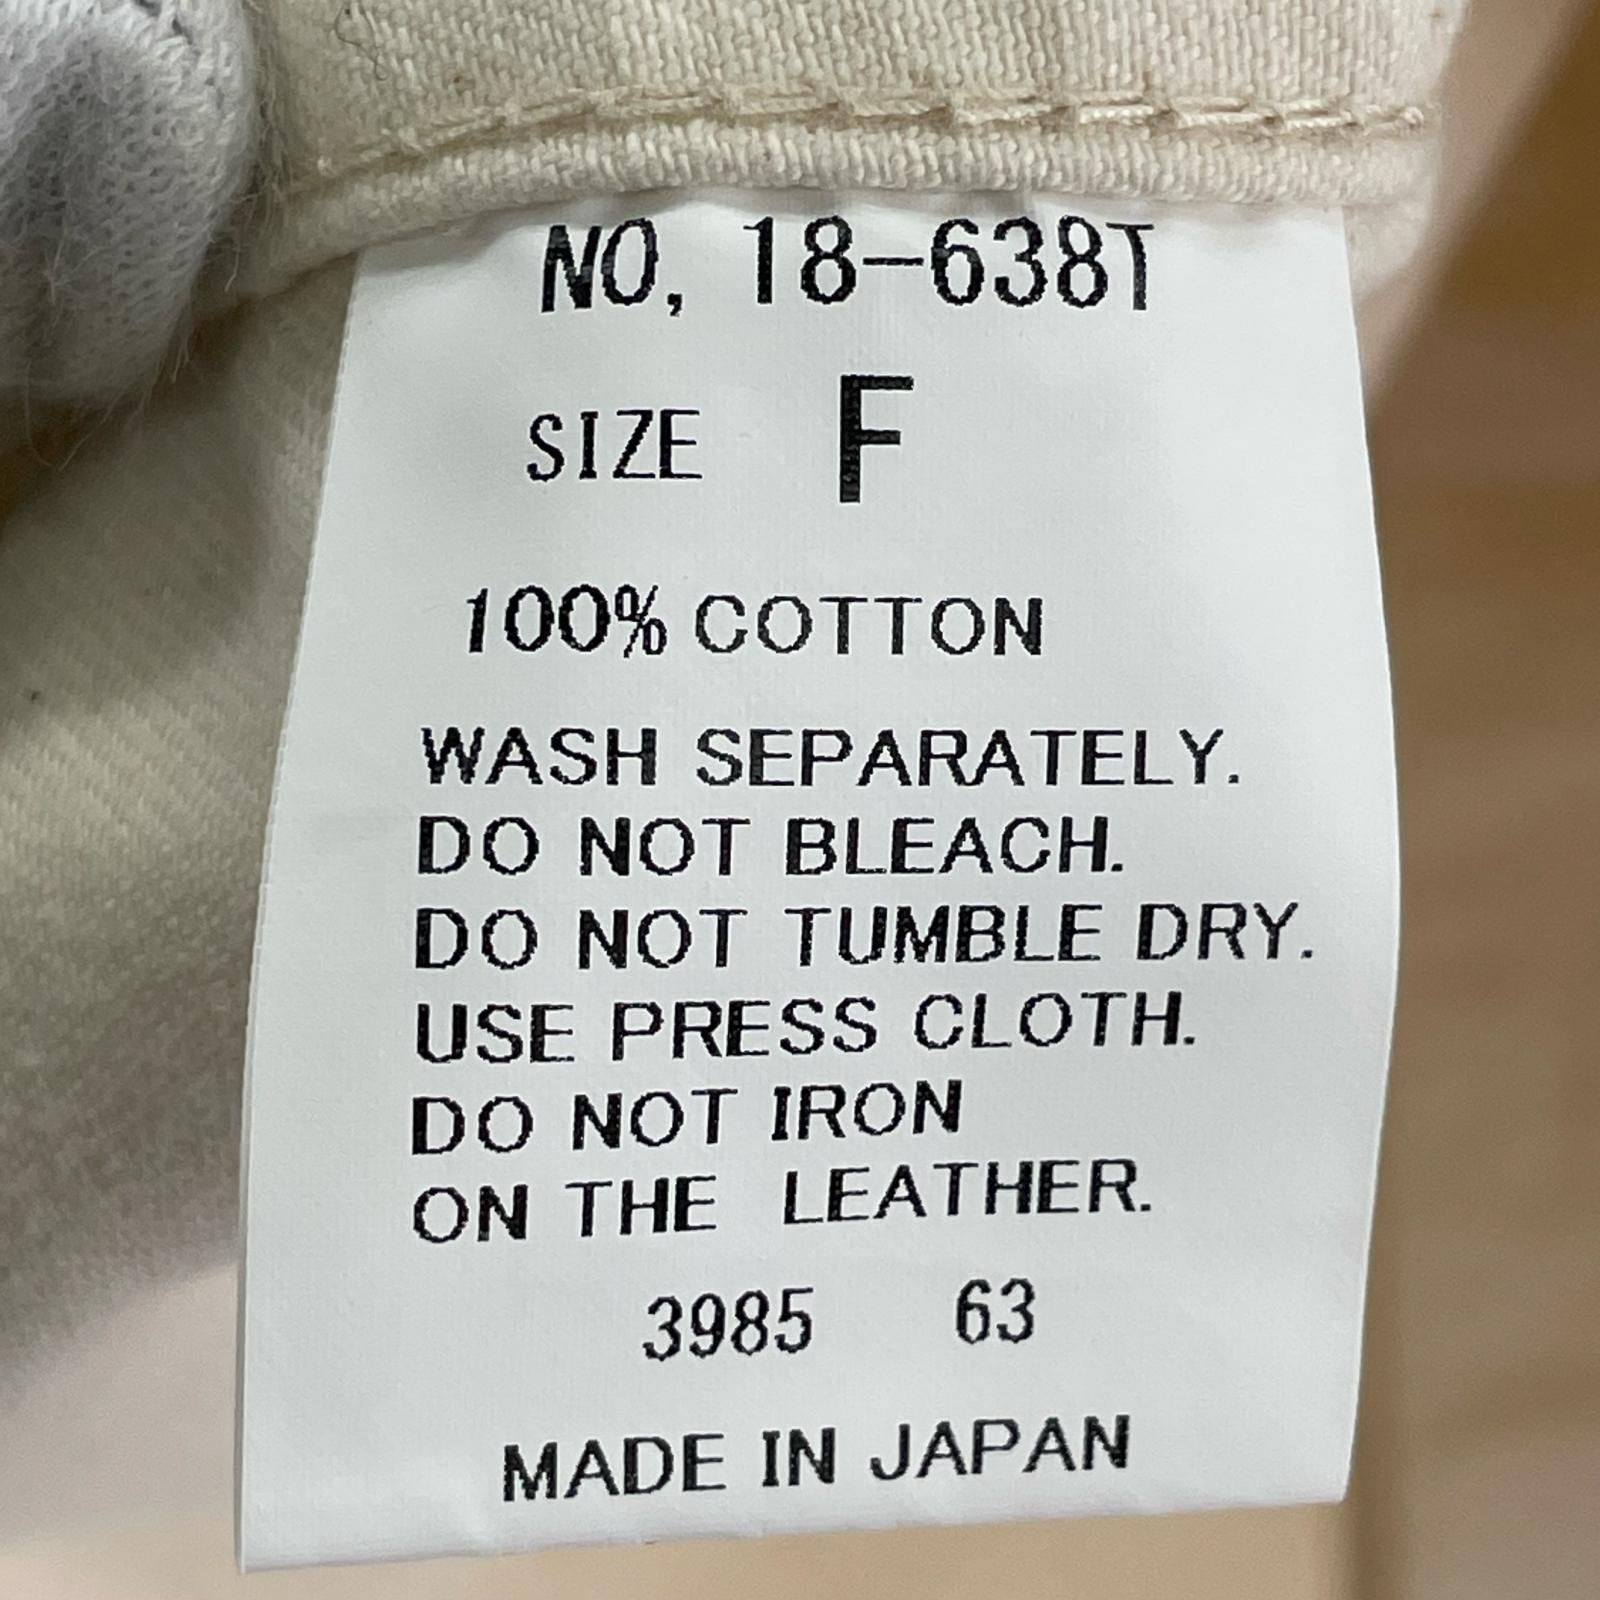 NO, 18-638T
SIZE F
100% COTTON
WASH SEPARATELY.
DO NOT BLEACH.
DO NOT TUMBLE DRY.
USE PRESS CLOTH.
DO NOT IRON
ON THE LEATHER.
3985 63
MADE IN JAPAN